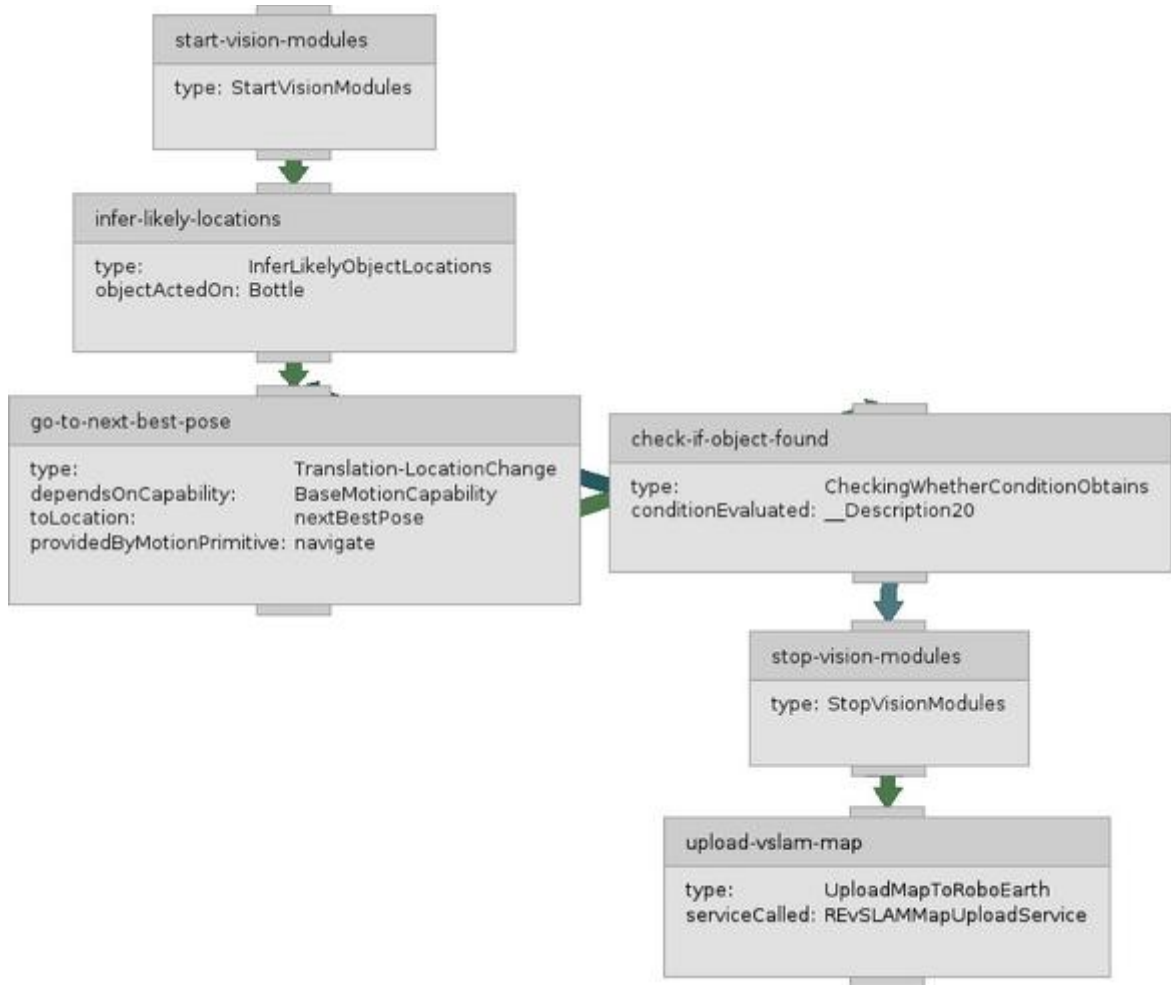 start-vision-modules
type: StartVisionModules
infer-likely-locations
type: InferLikelyObjectLocations
objectActedOn: Bottle
go-to-next-best-pose
type: Translation-LocationChange
dependsOnCapability: BaseMotionCapability
toLocation: nextBestPose
providedByMotionPrimitive: navigate
check-if-object-found
type: CheckingWhetherConditionObtains
conditionEvaluated: __Description20
stop-vision-modules
type: StopVisionModules
upload-vslam-map
type: UploadMapToRoboEarth
serviceCalled: REvSLAMMapUploadService